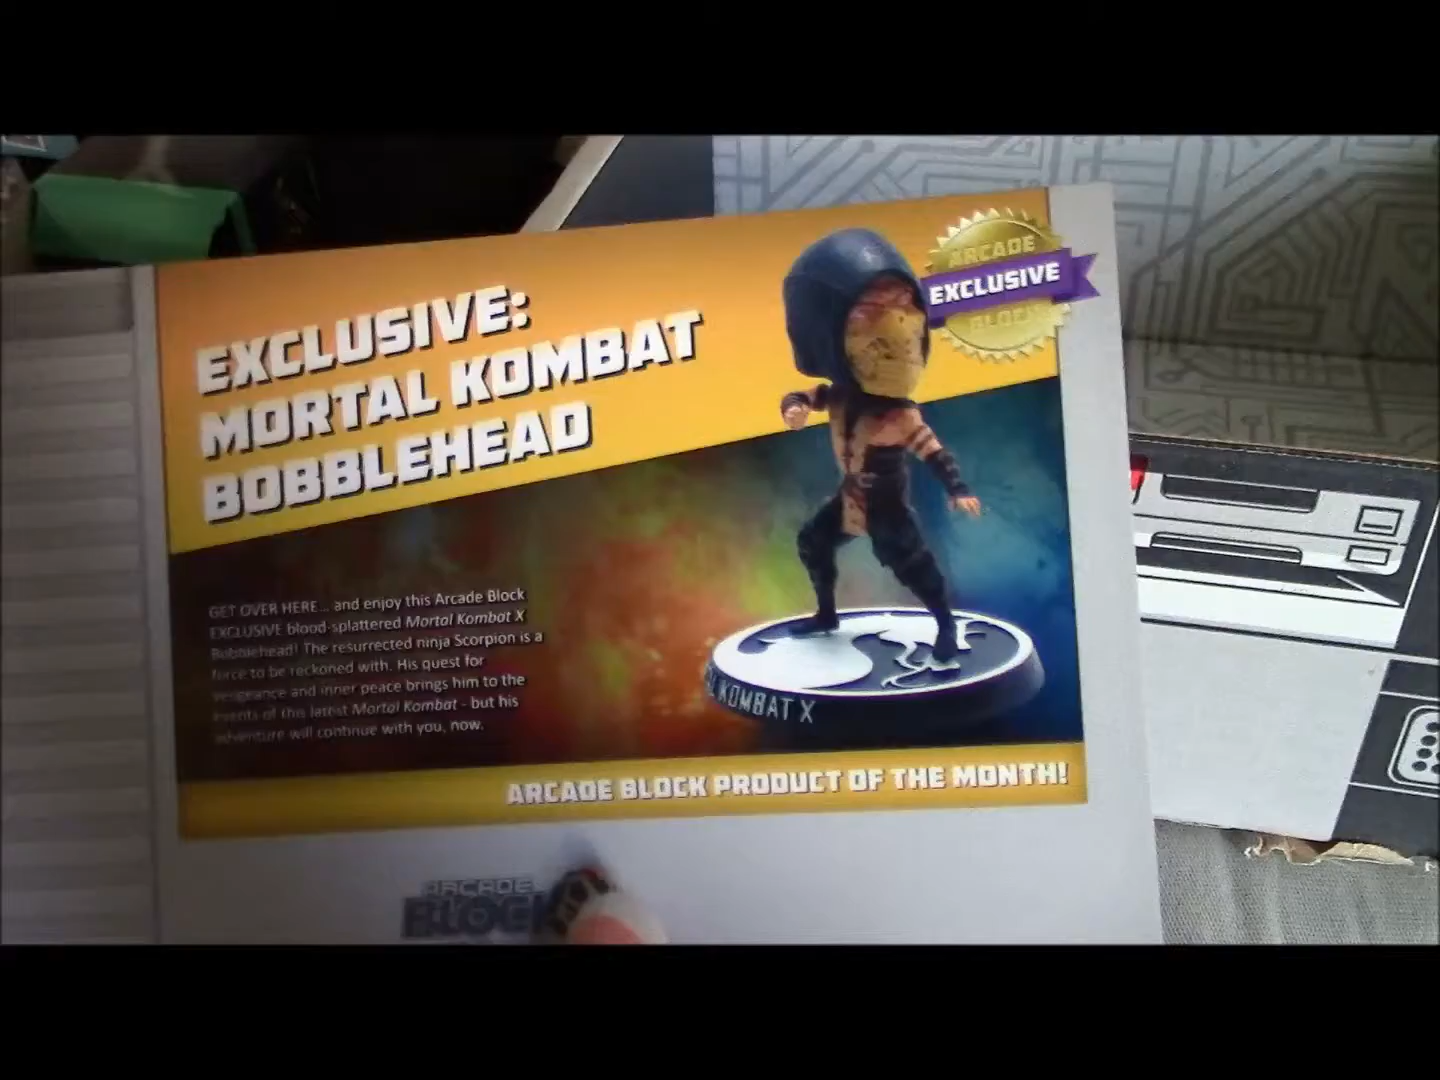 EXCLUSIVE:
MORTAL KOMBAT
BOBBLEHEAD
ARCADE
EXCLUSIVE
BLOCK
GET OVER HERE... and enjoy this Arcade Block
EXCLUSIVE blood-splattered Mortal Kombat X
Bobblehead! The resurrected ninja Scorpion is a
force to be reckoned with. His quest for
vengeance and inner peace brings him to the
events of this latest Mortal Kombat - but his
adventure will continue with you, now.
KOMBAT X
ARCADE BLOCK PRODUCT OF THE MONTH!
ARCADE
BLOCK